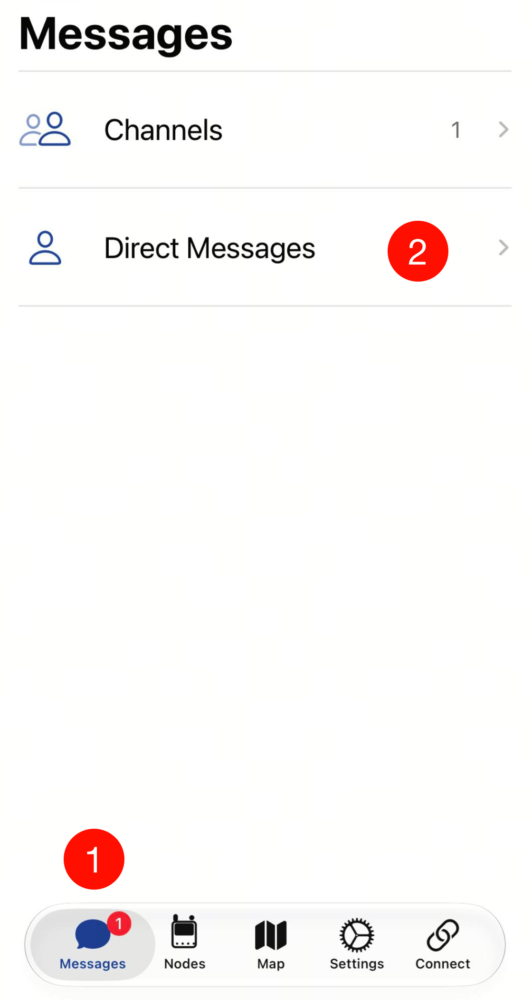 Messages
Channels 1
Direct Messages 2
1
1
Messages Nodes Map Settings Connect